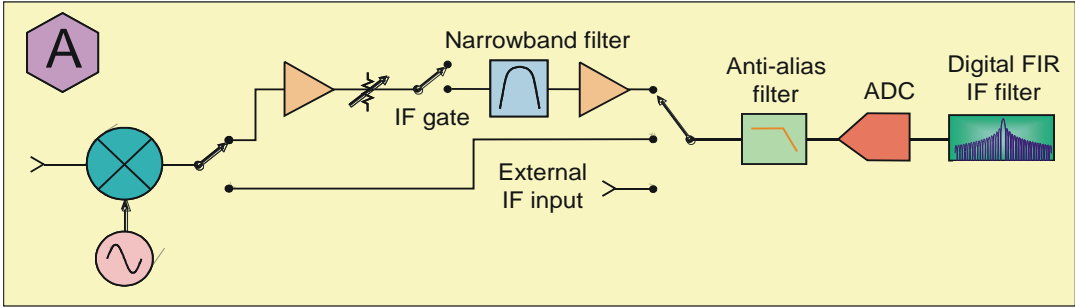 A
Narrowband filter
IF gate
External
IF input
Anti-alias
filter
ADC
Digital FIR
IF filter